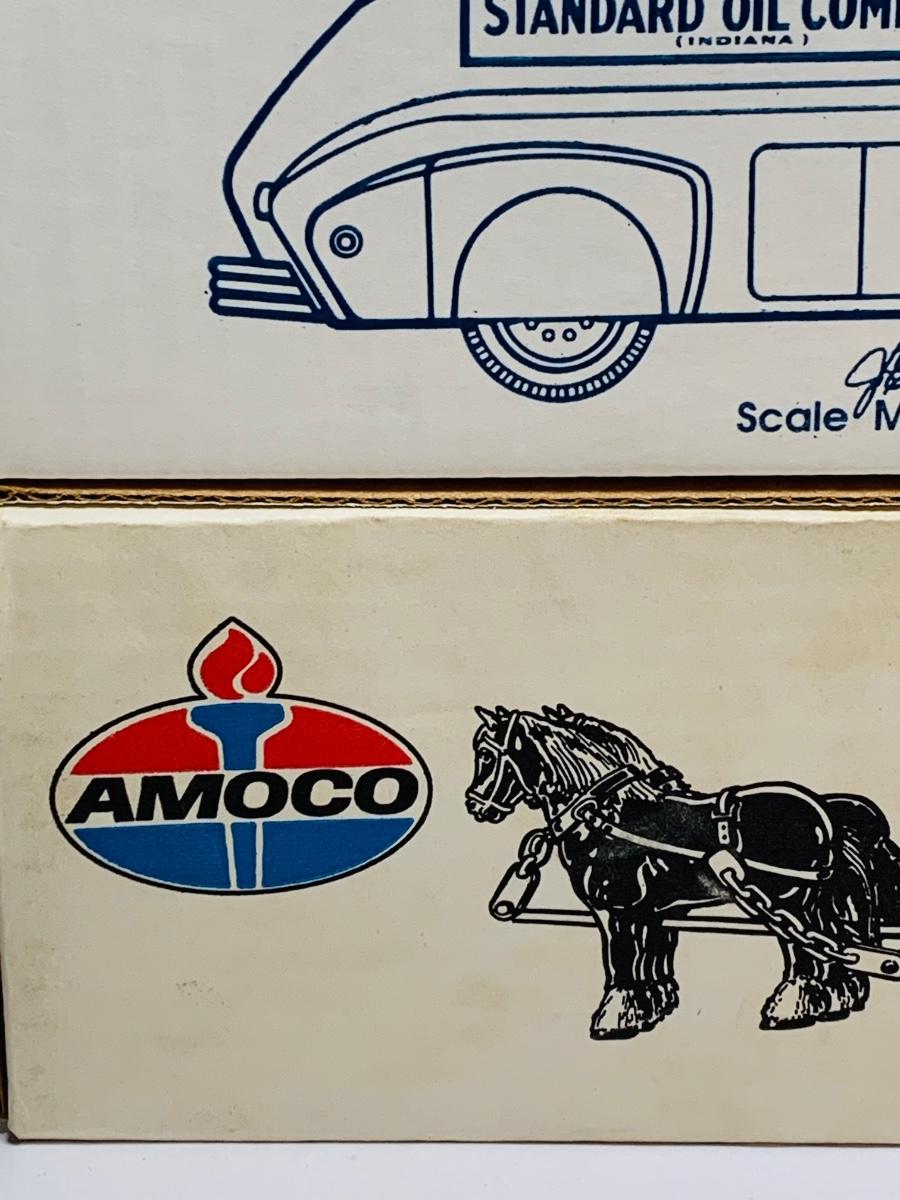 STANDARD OIL COM
(INDIANA)
Scale M
AMOCO